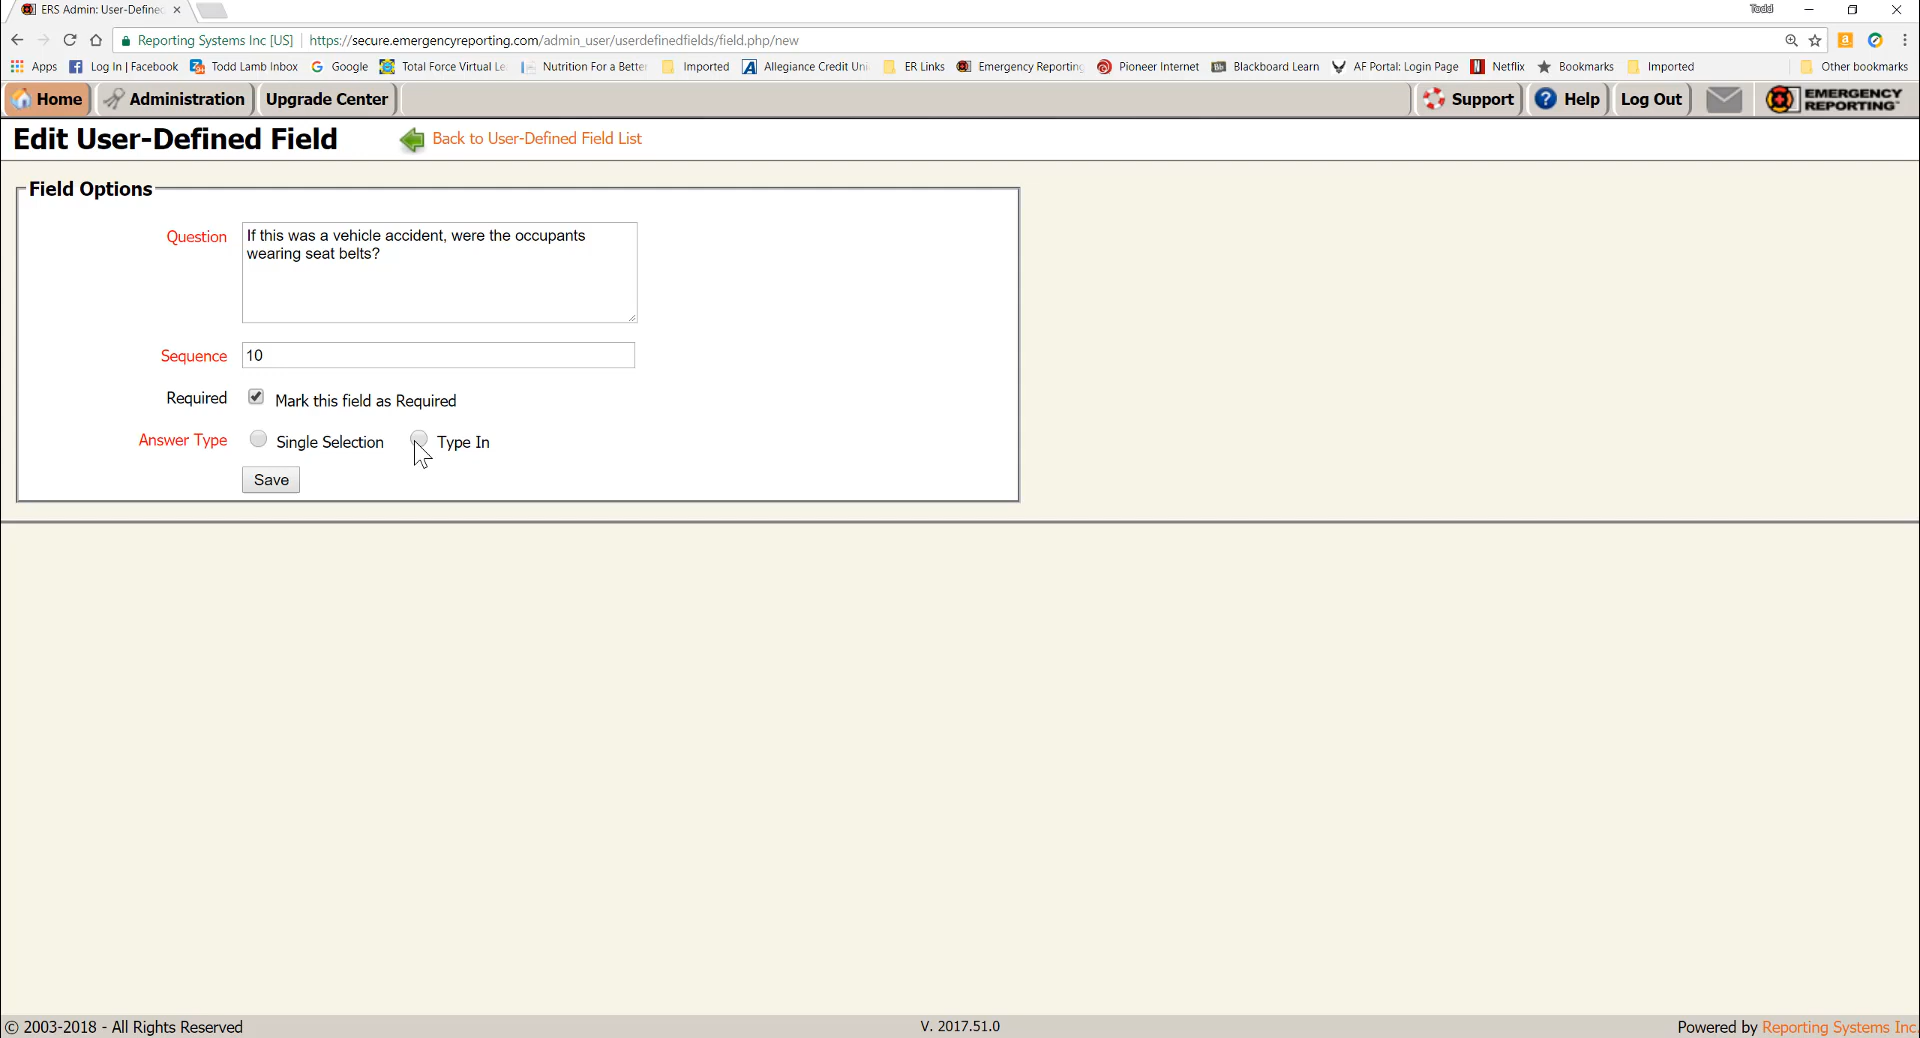 ERS Admin: User-Define
Todd
Reporting Systems Inc [US] https://secure.emergencyreporting.com/admin_user/userdefinedfields/field.php/new
Apps Log In | Facebook Todd Lamb Inbox Google Total Force Virtual Le Nutrition For a Better Imported Allegiance Credit Uni ER Links Emergency Reporting Pioneer Internet Blackboard Learn AF Portal: Login Page Netflix Bookmarks Imported Other bookmarks
Home Administration Upgrade Center Support Help Log Out EMERGENCY
REPORTING
Edit User-Defined Field Back to User-Defined Field List
Field Options
Question If this was a vehicle accident, were the occupants
wearing seat belts?
Sequence 10
Required Mark this field as Required
Answer Type Single Selection Type In
Save
© 2003-2018 - All Rights Reserved V. 2017.51.0 Powered by Reporting Systems Inc.